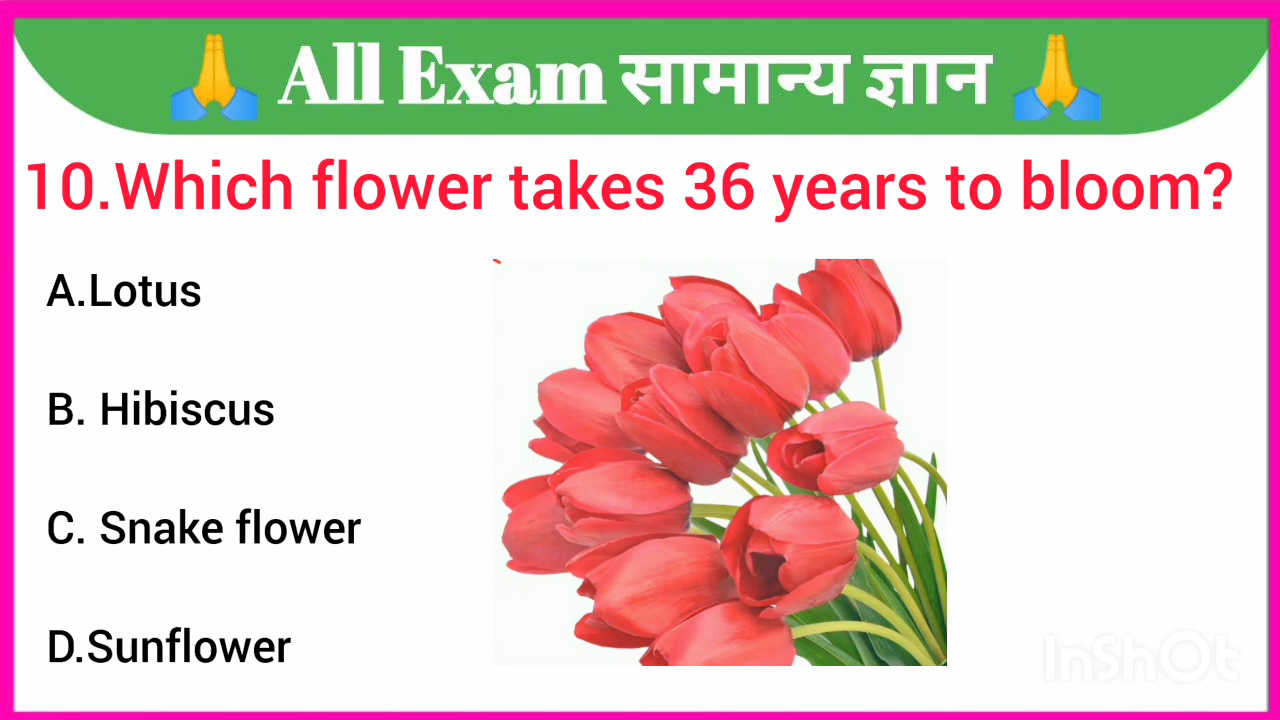 🙏 All Exam सामान्य ज्ञान 🙏
10.Which flower takes 36 years to bloom?
A.Lotus
B. Hibiscus
C. Snake flower
D.Sunflower
InShOt